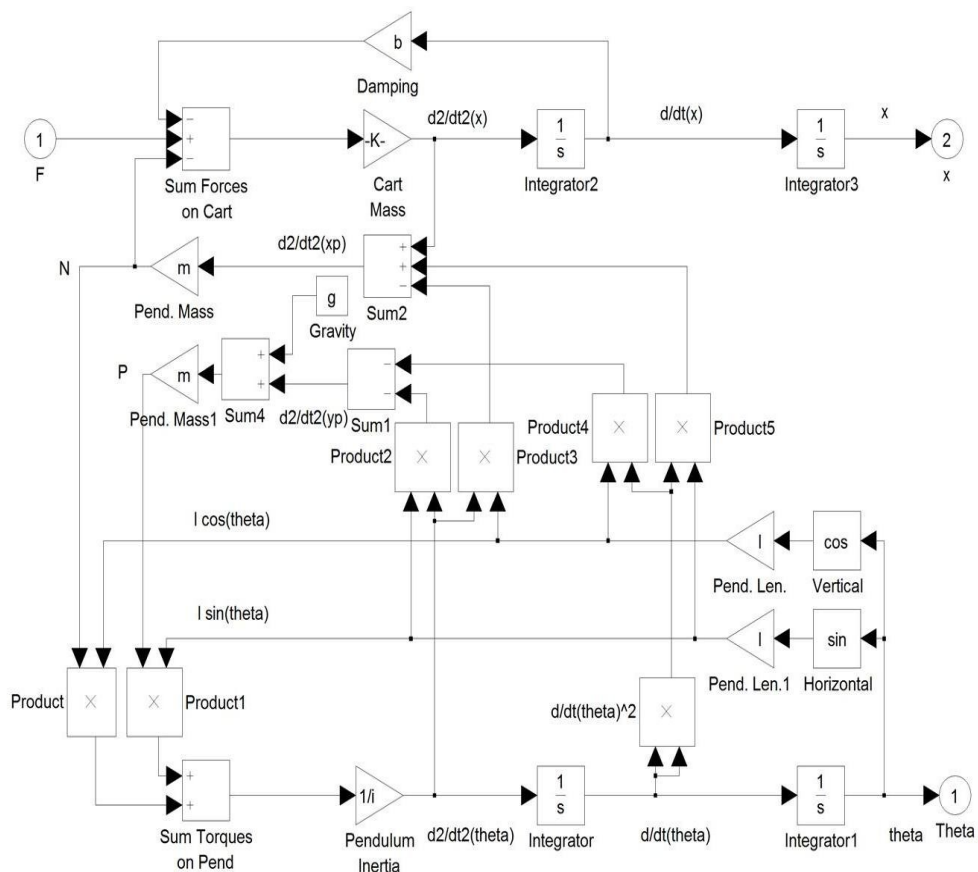 b
Damping
1
F
−
+
−
Sum Forces
on Cart
-K-
Cart
Mass
d2/dt2(x)
1
s
Integrator2
d/dt(x)
1
s
Integrator3
x
2
x
N
m
Pend. Mass
d2/dt2(xp)
+
+
−
Sum2
g
Gravity
P
m
Pend. Mass1
+
+
Sum4
d2/dt2(yp)
−
−
Sum1
×
Product2
×
Product3
×
Product4
×
Product5
l cos(theta)
l
Pend. Len.
cos
Vertical
l sin(theta)
l
Pend. Len.1
sin
Horizontal
×
Product
×
Product1
×
d/dt(theta)^2
+
+
Sum Torques
on Pend
1/i
Pendulum
Inertia
d2/dt2(theta)
1
s
Integrator
d/dt(theta)
1
s
Integrator1
theta
1
Theta